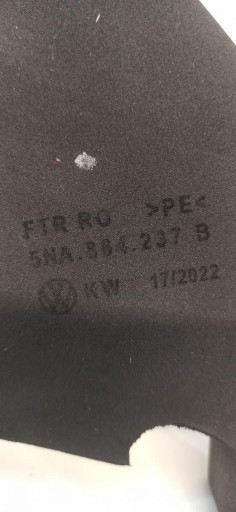 FTR RO >PE<
5NA.864.237 B
KW 17/2022